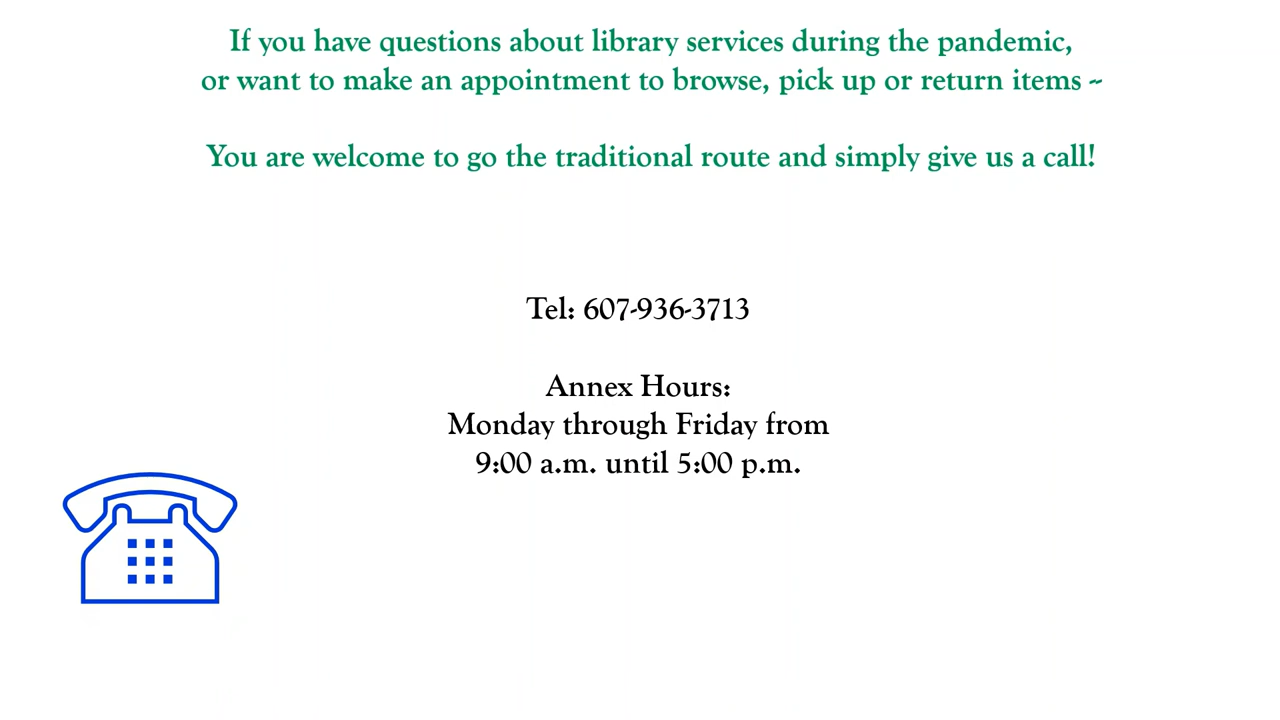 If you have questions about library services during the pandemic,
or want to make an appointment to browse, pick up or return items ~
You are welcome to go the traditional route and simply give us a call!
Tel: 607-936-3713
Annex Hours:
Monday through Friday from
9:00 a.m. until 5:00 p.m.